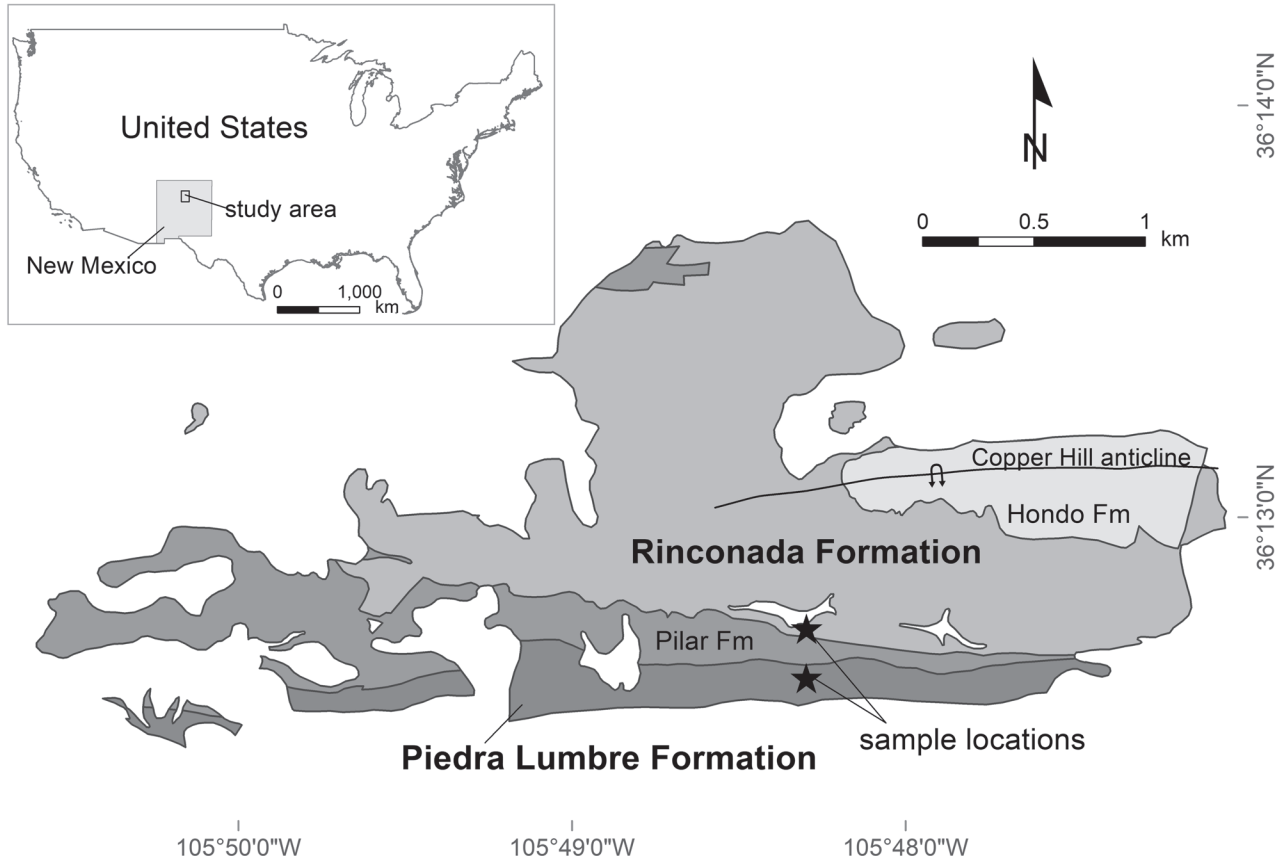 United States
study area
New Mexico
0 1,000
km
36°14'0"N
N
0 0.5 1
km
Copper Hill anticline
36°13'0"N
Hondo Fm
Rinconada Formation
Pilar Fm
sample locations
Piedra Lumbre Formation
105°50'0"W 105°49'0"W 105°48'0"W